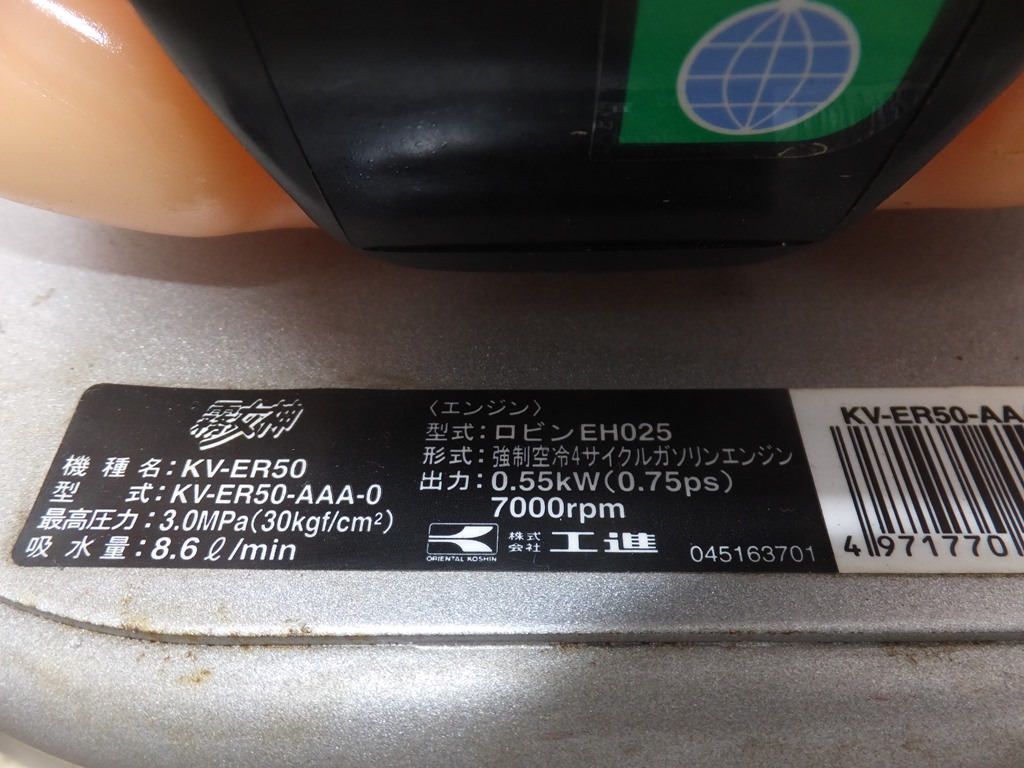 霧女神
機種名:KV-ER50
型式:KV-ER50-AAA-0
最高圧力:3.0MPa(30kgf/cm²)
吸水量:8.6ℓ/min
〈エンジン〉
型式:ロビンEH025
形式:強制空冷4サイクルガソリンエンジン
出力:0.55kW(0.75ps)
7000rpm
ORIENTAL KOSHIN
株式会社 工進
045163701
KV-ER50-AA
4 971770